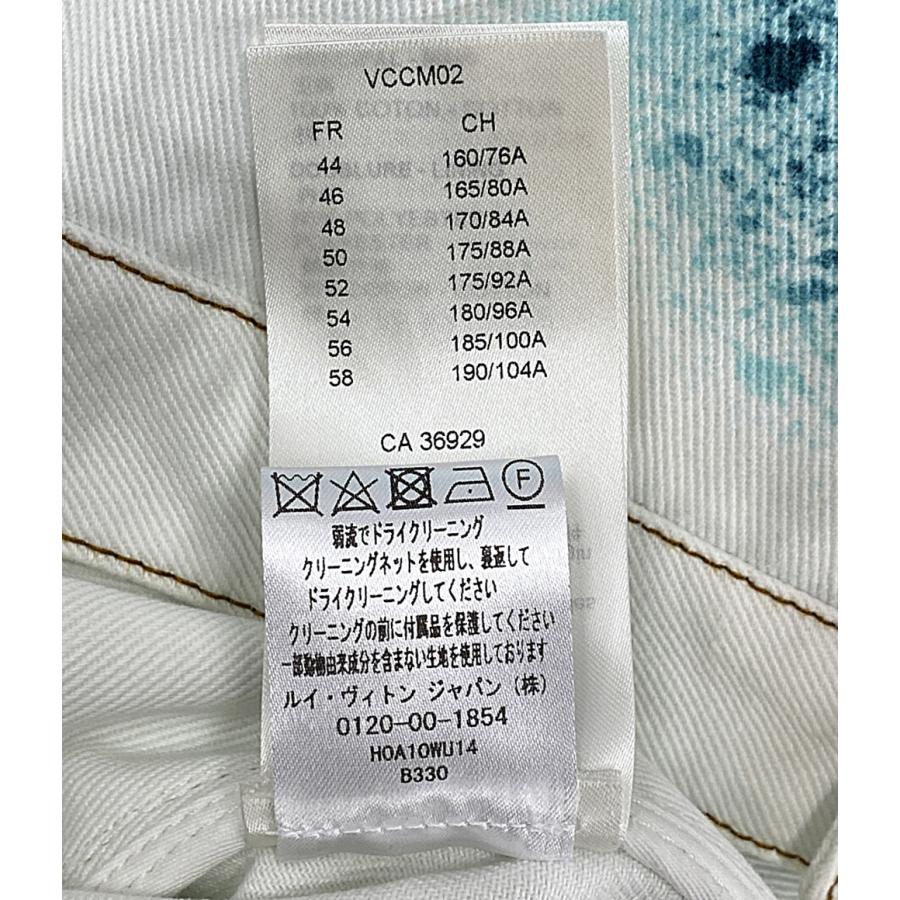 VCCM02
FR CH
44 160/76A
46 165/80A
48 170/84A
50 175/88A
52 175/92A
54 180/96A
56 185/100A
58 190/104A
CA 36929
F
弱流でドライクリーニング
クリーニングネットを使用し、裏返して
ドライクリーニングしてください
クリーニングの前に付属品を保護してください
一部動物由来成分を含まない生地を使用しております
ルイ・ヴィトン ジャパン (株)
0120-00-1854
H0A10WU14
B330